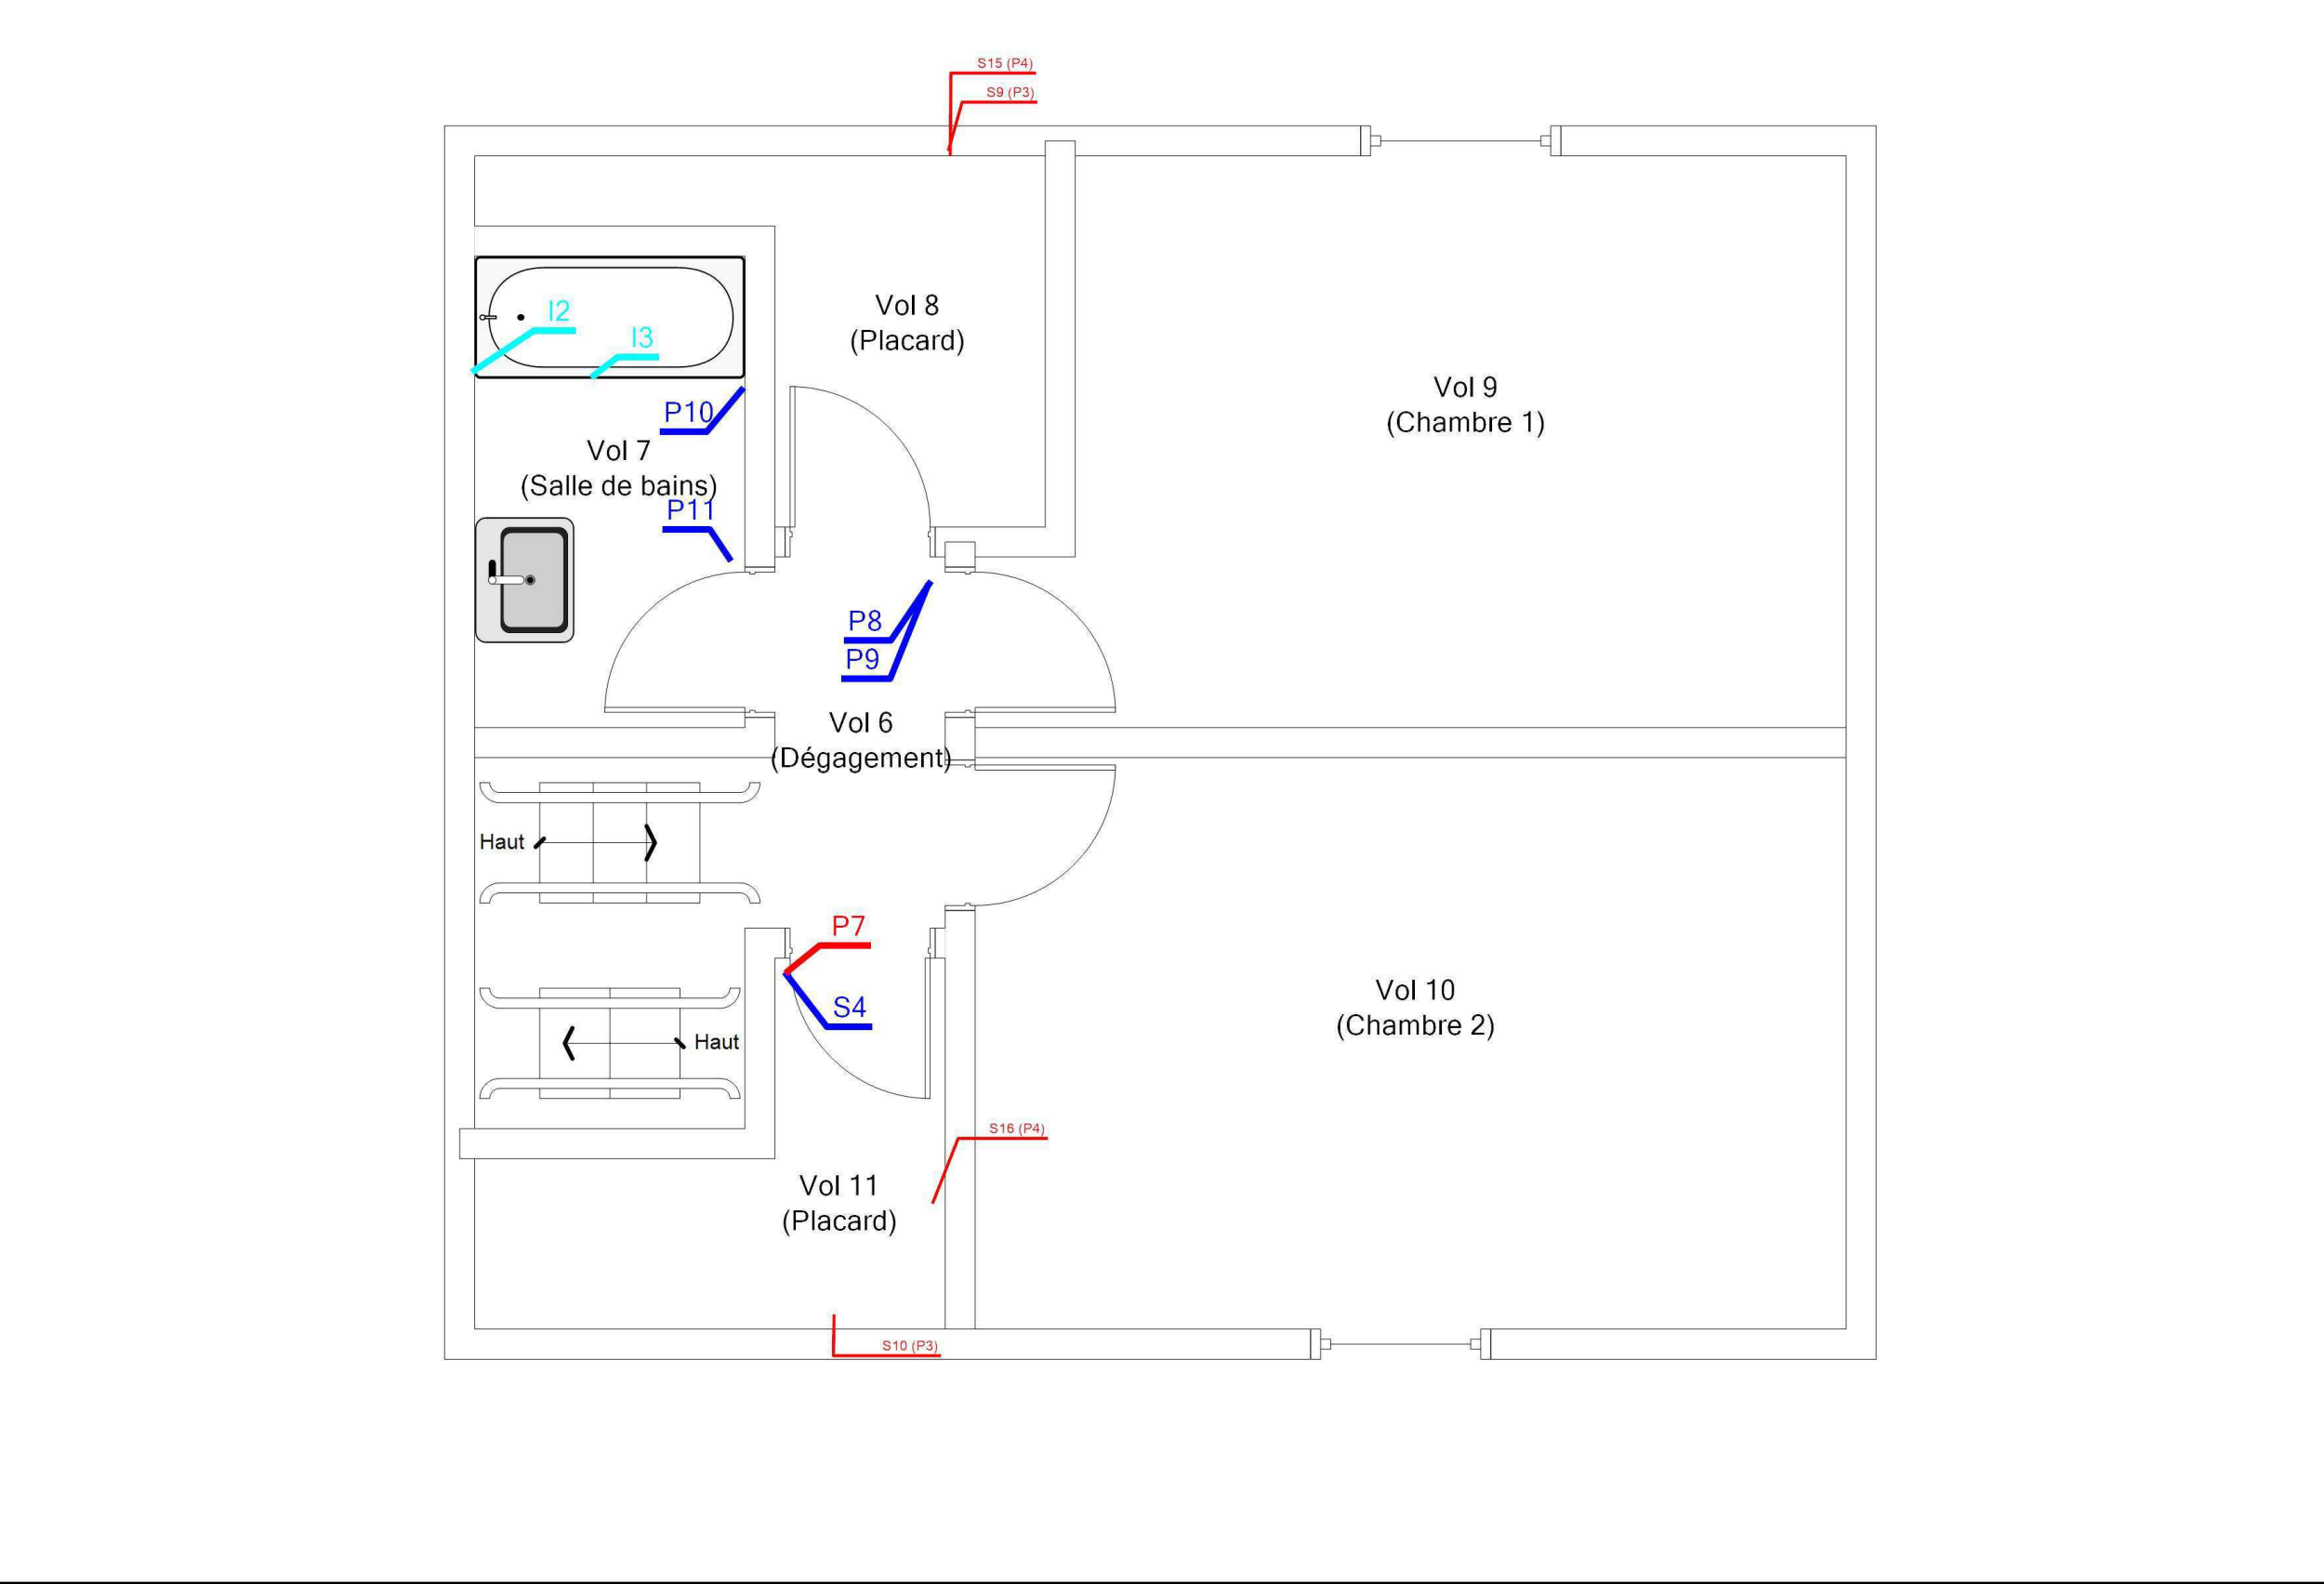 S15 (P4)
S9 (P3)
I2
I3
Vol 8
(Placard)
Vol 9
(Chambre 1)
P10
Vol 7
(Salle de bains)
P11
P8
P9
Vol 6
(Dégagement)
Haut
P7
Vol 10
(Chambre 2)
S4
Haut
S16 (P4)
Vol 11
(Placard)
S10 (P3)